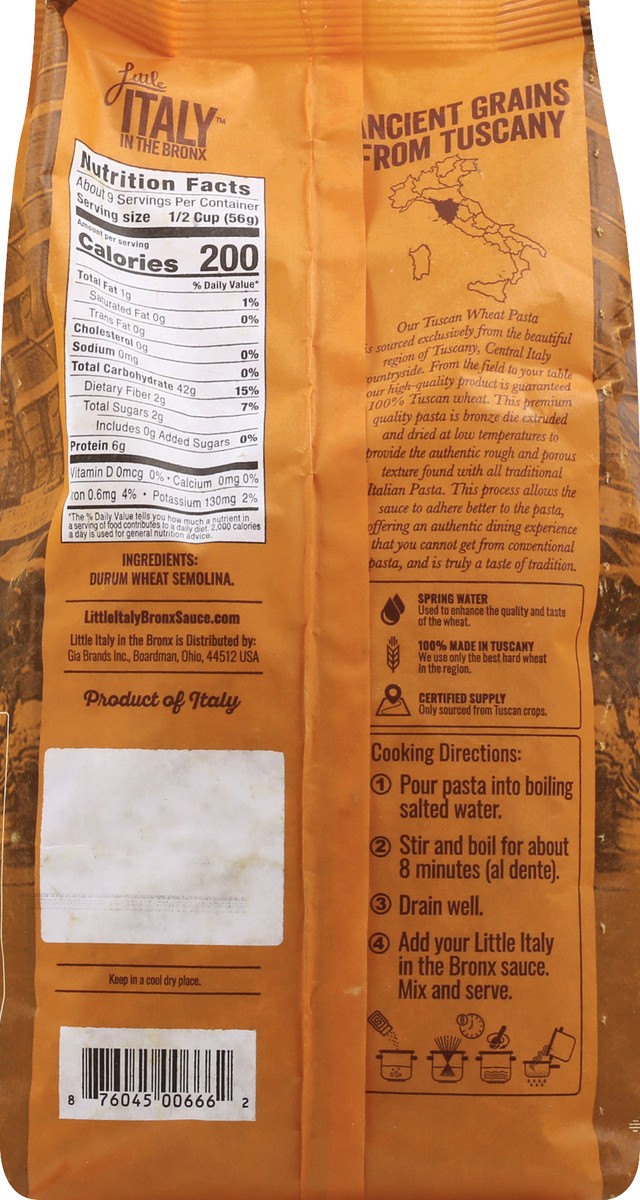 Little
ITALY™
IN THE BRONX
Nutrition Facts
About 9 Servings Per Container
Serving size 1/2 Cup (56g)
Amount per serving
Calories 200
% Daily Value*
Total Fat 1g 1%
Saturated Fat 0g 0%
Trans Fat 0g
Cholesterol 0g 0%
Sodium 0mg 0%
Total Carbohydrate 42g 15%
Dietary Fiber 2g 7%
Total Sugars 2g
Includes 0g Added Sugars 0%
Protein 6g
Vitamin D 0mcg 0% • Calcium 0mg 0%
ron 0.6mg 4% • Potassium 130mg 2%
*The % Daily Value tells you how much a nutrient in
a serving of food contributes to a daily diet. 2,000 calories
a day is used for general nutrition advice.
INGREDIENTS:
DURUM WHEAT SEMOLINA.
LittleItalyBronxSauce.com
Little Italy in the Bronx is Distributed by:
Gia Brands Inc., Boardman, Ohio, 44512 USA
Product of Italy
Keep in a cool dry place.
8 76045 00666 2
ANCIENT GRAINS
FROM TUSCANY
Our Tuscan Wheat Pasta
is sourced exclusively from the beautiful
region of Tuscany, Central Italy
countryside. From the field to your table
our high-quality product is guaranteed
100% Tuscan wheat. This premium
quality pasta is bronze die extruded
and dried at low temperatures to
provide the authentic rough and porous
texture found with all traditional
Italian Pasta. This process allows the
sauce to adhere better to the pasta,
offering an authentic dining experience
that you cannot get from conventional
pasta, and is truly a taste of tradition.
SPRING WATER
Used to enhance the quality and taste
of the wheat.
100% MADE IN TUSCANY
We use only the best hard wheat
in the region.
CERTIFIED SUPPLY
Only sourced from Tuscan crops.
Cooking Directions:
1 Pour pasta into boiling
salted water.
2 Stir and boil for about
8 minutes (al dente).
3 Drain well.
4 Add your Little Italy
in the Bronx sauce.
Mix and serve.